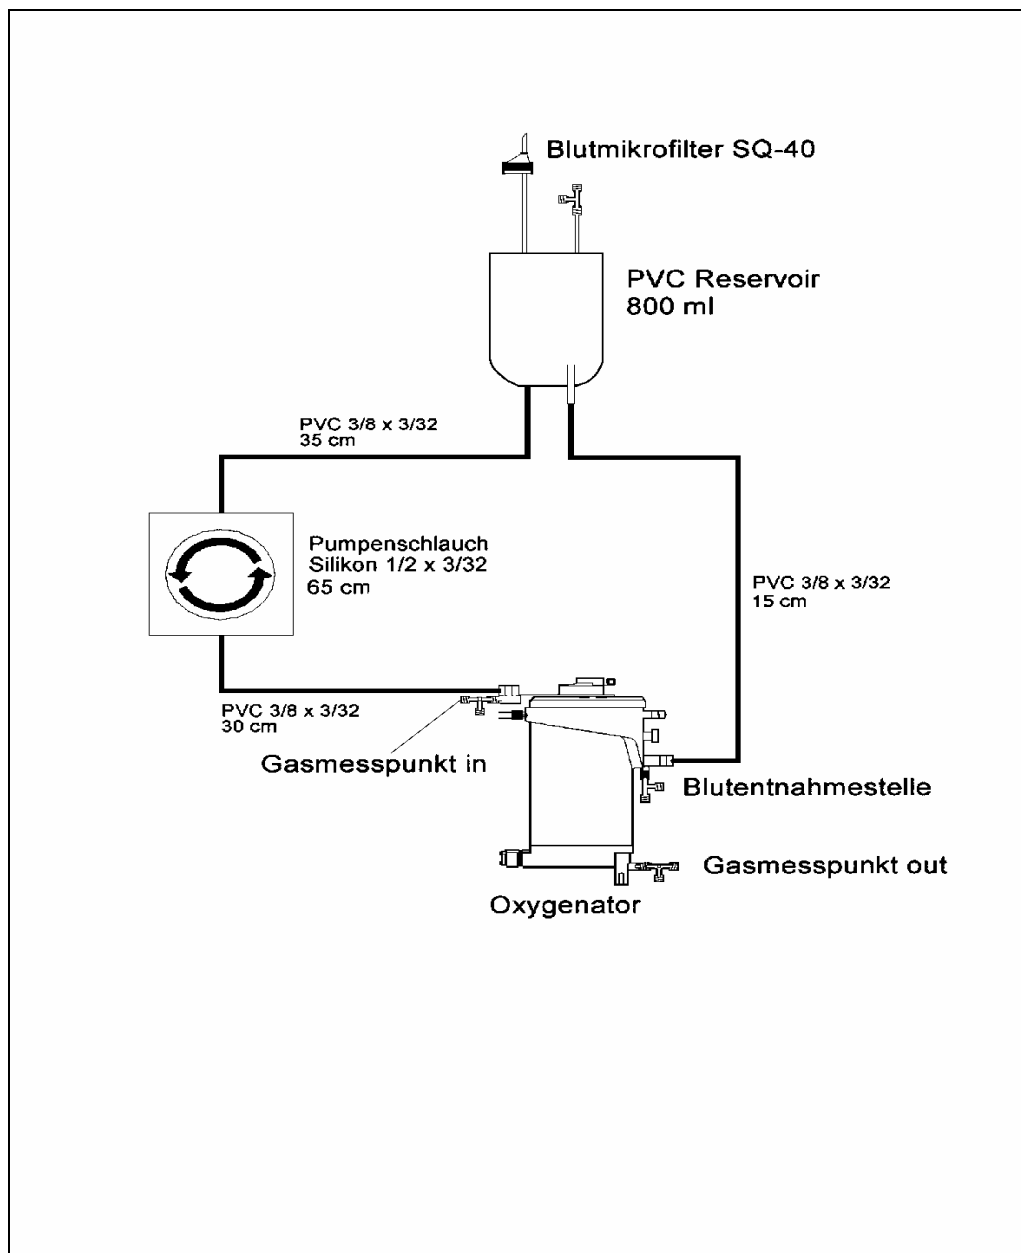 Blutmikrofilter SQ-40
PVC Reservoir
800 ml
PVC 3/8 x 3/32
35 cm
Pumpenschlauch
Silikon 1/2 x 3/32
65 cm
PVC 3/8 x 3/32
15 cm
PVC 3/8 x 3/32
30 cm
Gasmesspunkt in
Blutentnahmestelle
Gasmesspunkt out
Oxygenator